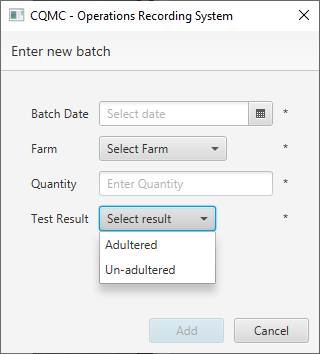 CQMC - Operations Recording System
Enter new batch
Batch Date Select date *
Farm Select Farm *
Quantity Enter Quantity *
Test Result Select result *
Adultered
Un-adultered
Add Cancel